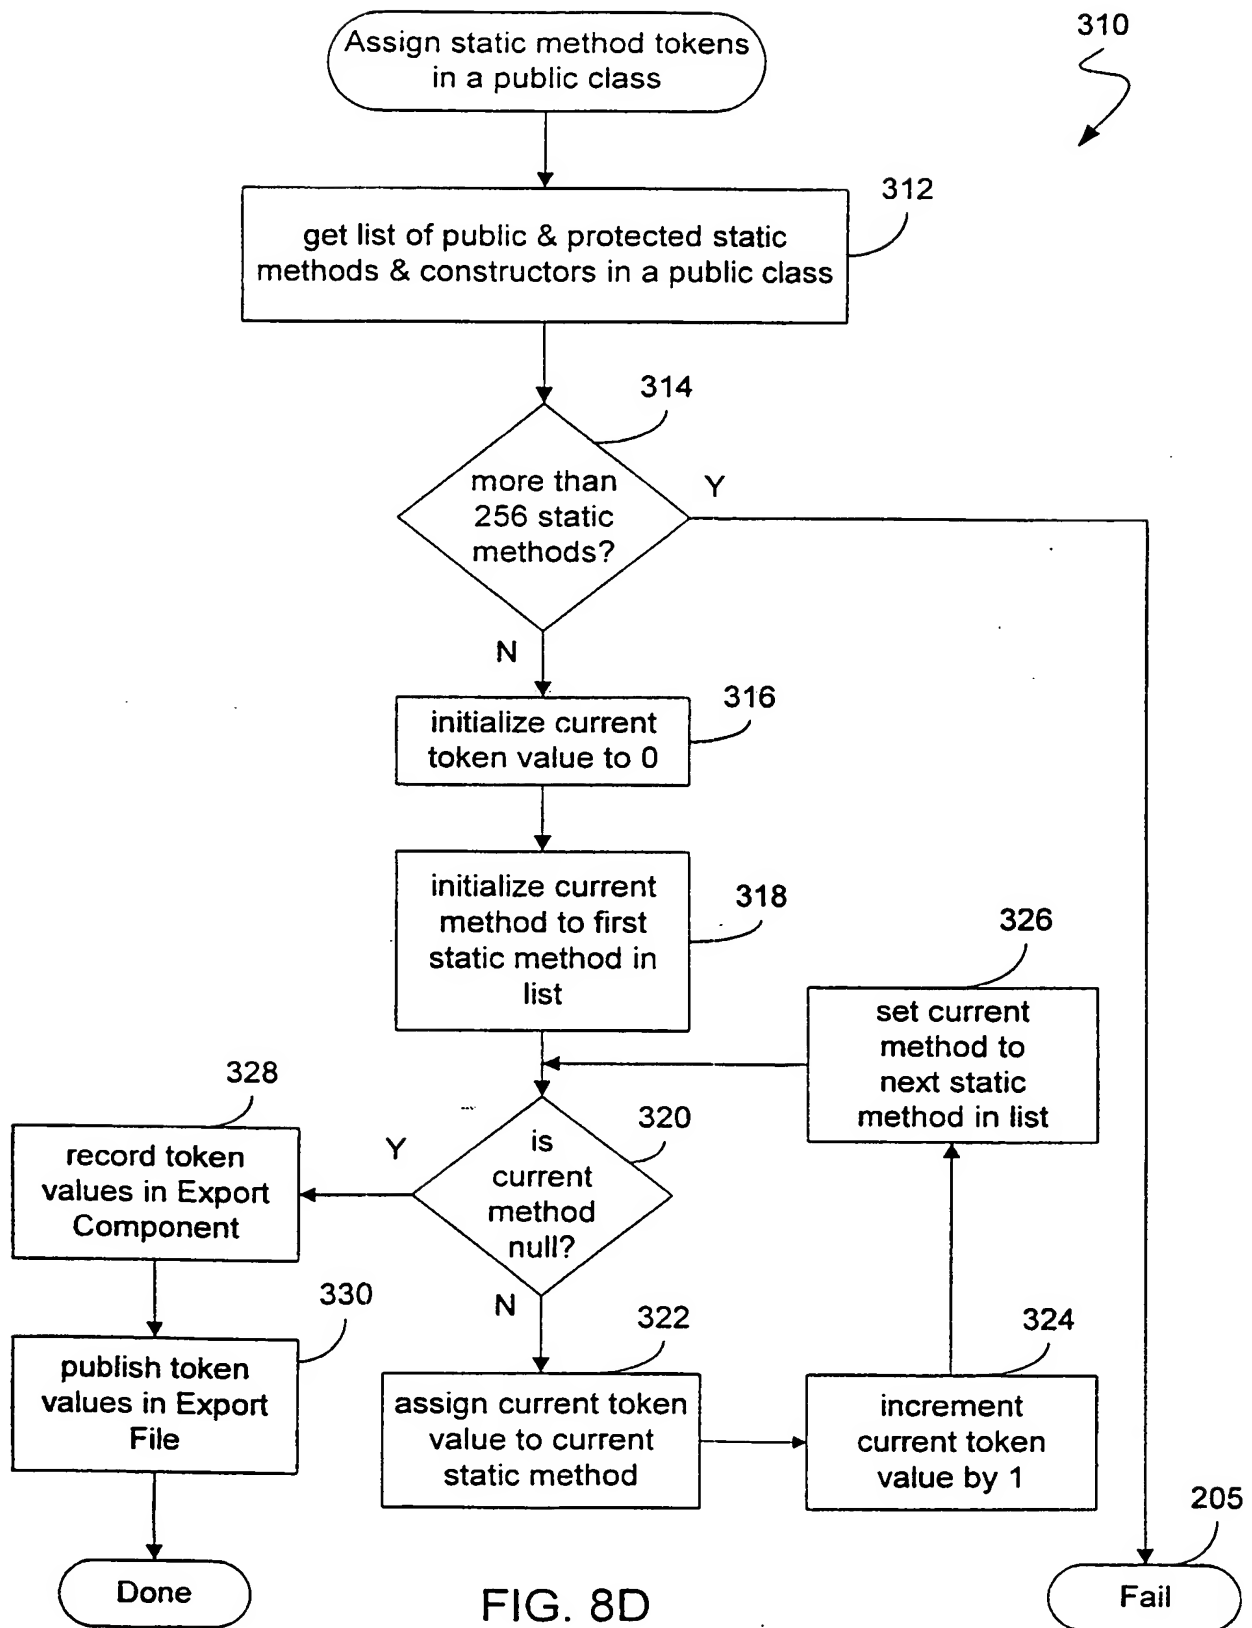 Assign static method tokens
in a public class
310
312
get list of public & protected static
methods & constructors in a public class
314
more than
256 static
methods?
Y
N
316
initialize current
token value to 0
initialize current
method to first
static method in
list
318
326
set current
method to
next static
method in list
328
record token
values in Export
Component
Y
320
is
current
method
null?
N
330
publish token
values in Export
File
322
assign current token
value to current
static method
324
increment
current token
value by 1
205
Done
Fail
FIG. 8D